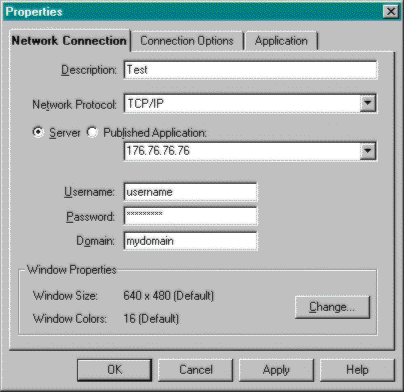 Properties
Network Connection Connection Options Application
Description: Test
Network Protocol: TCP/IP
Server Published Application:
176.76.76.76
Username: username
Password: *********
Domain: mydomain
Window Properties
Window Size: 640 x 480 (Default)
Change...
Window Colors: 16 (Default)
OK Cancel Apply Help